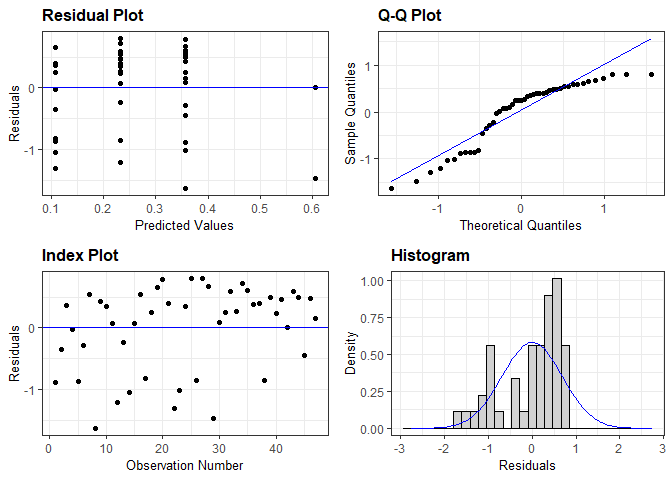 Residual Plot
Residuals
0
-1
0.1 0.2 0.3 0.4 0.5 0.6
Predicted Values
Q-Q Plot
Sample Quantiles
1
0
-1
-1 0 1
Theoretical Quantiles
Index Plot
Residuals
0
-1
0 10 20 30 40
Observation Number
Histogram
Density
1.00
0.75
0.50
0.25
0.00
-3 -2 -1 0 1 2 3
Residuals